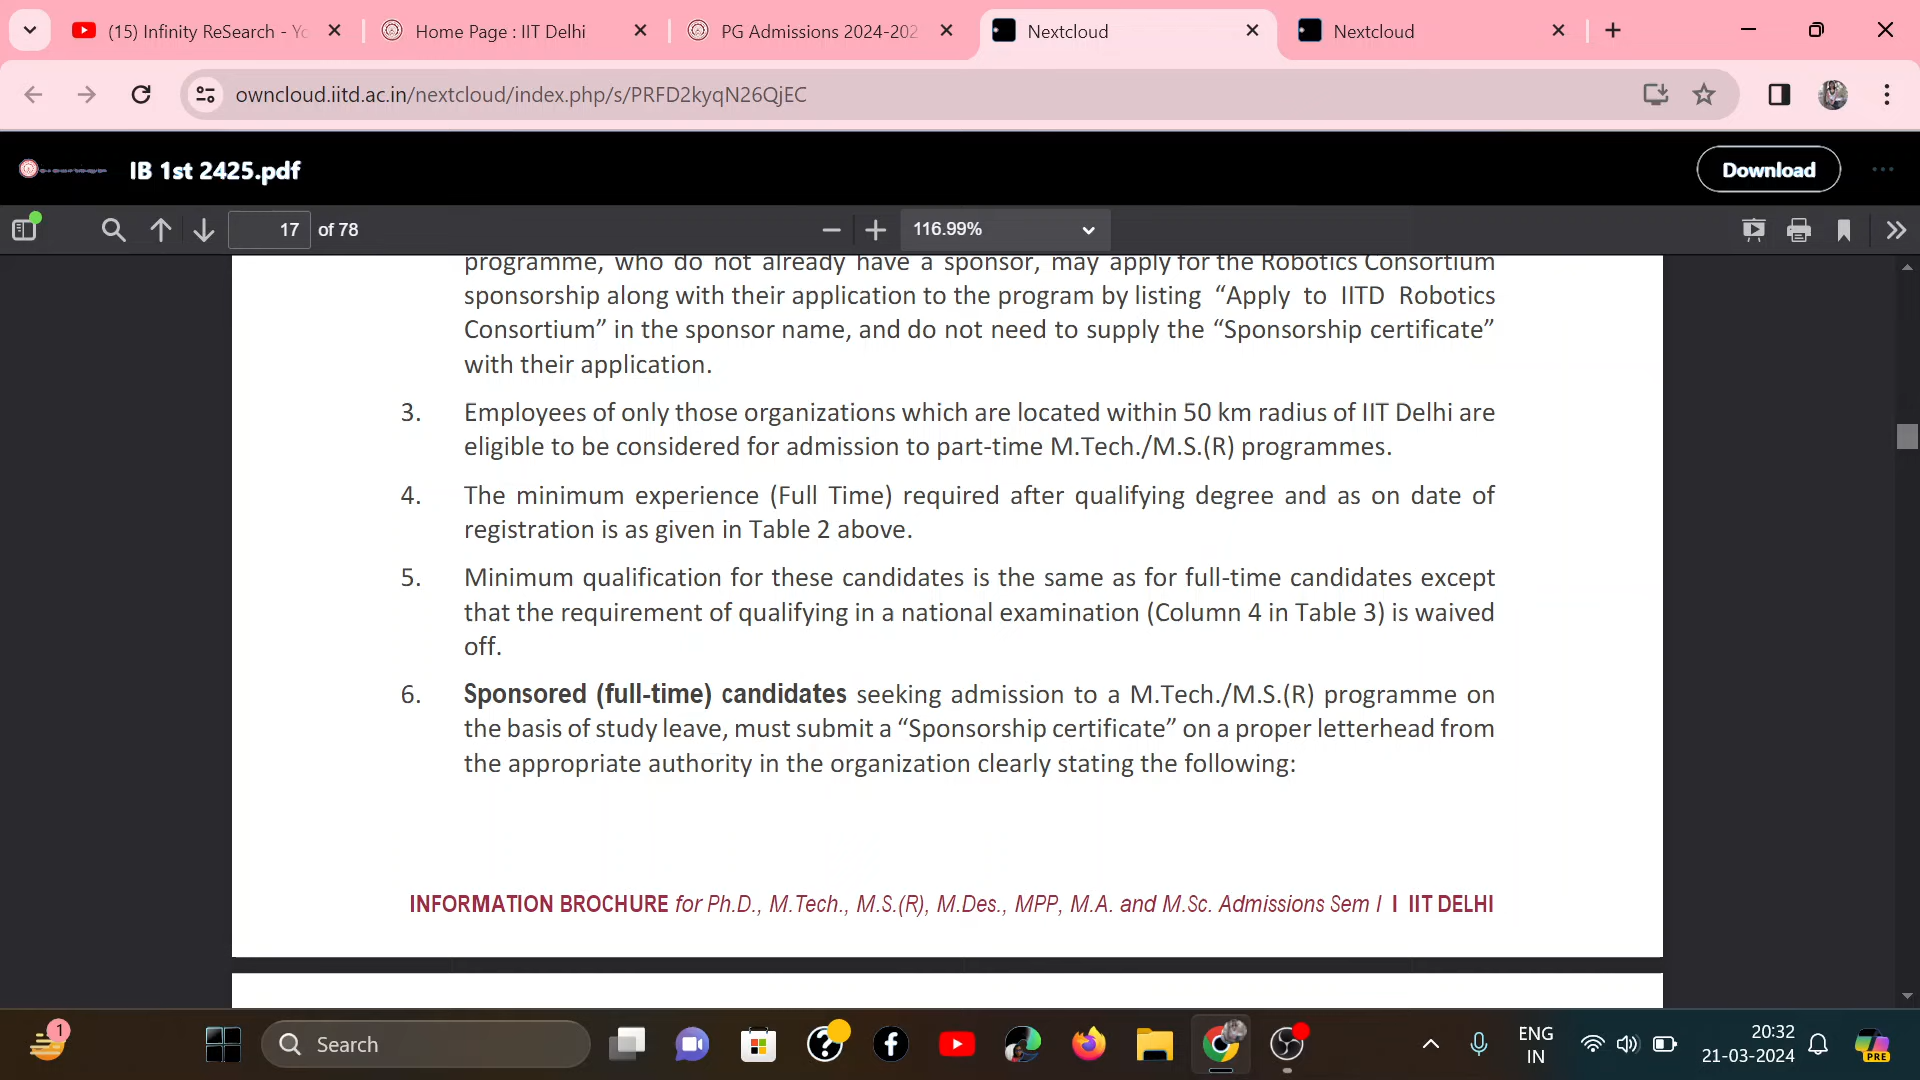 (15) Infinity ReSearch - Yo
Home Page : IIT Delhi
PG Admissions 2024-202
Nextcloud
Nextcloud
owncloud.iitd.ac.in/nextcloud/index.php/s/PRFD2kyqN26QjEC
IB 1st 2425.pdf
Download
17 of 78
116.99%
programme, who do not already have a sponsor, may apply for the Robotics Consortium
sponsorship along with their application to the program by listing “Apply to IITD Robotics
Consortium” in the sponsor name, and do not need to supply the “Sponsorship certificate”
with their application.
3. Employees of only those organizations which are located within 50 km radius of IIT Delhi are
eligible to be considered for admission to part-time M.Tech./M.S.(R) programmes.
4. The minimum experience (Full Time) required after qualifying degree and as on date of
registration is as given in Table 2 above.
5. Minimum qualification for these candidates is the same as for full-time candidates except
that the requirement of qualifying in a national examination (Column 4 in Table 3) is waived
off.
6. Sponsored (full-time) candidates seeking admission to a M.Tech./M.S.(R) programme on
the basis of study leave, must submit a “Sponsorship certificate” on a proper letterhead from
the appropriate authority in the organization clearly stating the following:
INFORMATION BROCHURE for Ph.D., M.Tech., M.S.(R), M.Des., MPP, M.A. and M.Sc. Admissions Sem I I IIT DELHI
1
Search
ENG
IN
20:32
21-03-2024
PRE